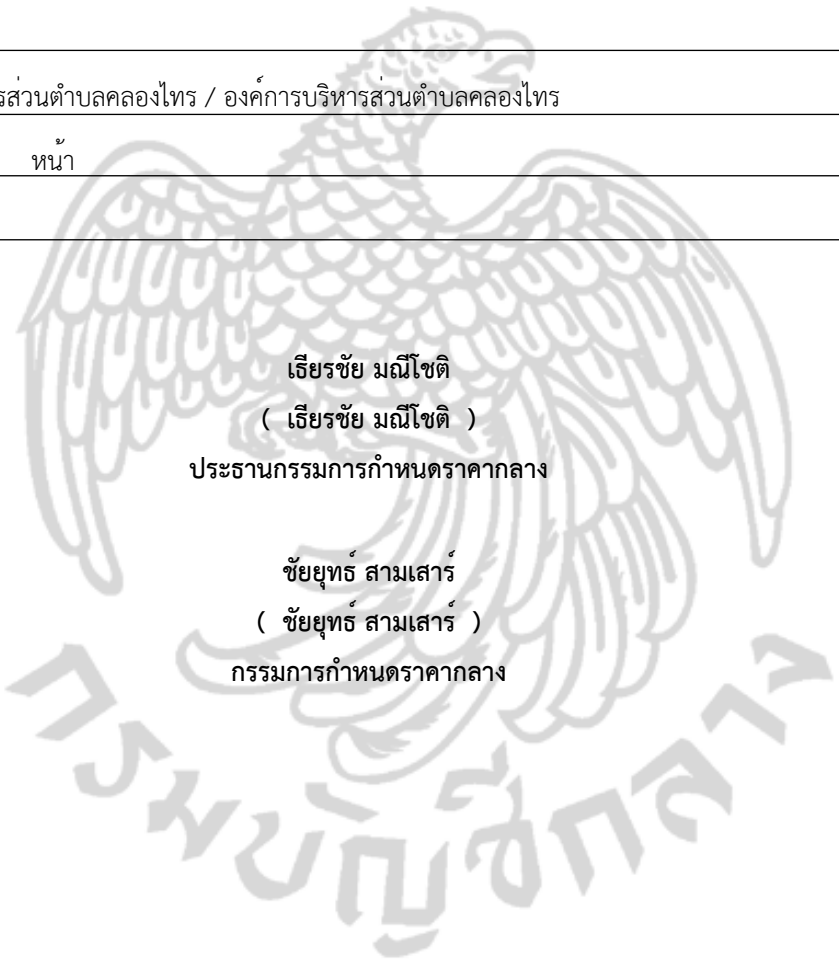 รส่วนตำบลคลองไทร / องค์การบริหารส่วนตำบลคลองไทร
หน้า
เธียรชัย มณีโชติ
( เธียรชัย มณีโชติ )
ประธานกรรมการกำหนดราคากลาง
ชัยยุทธ์ สามเสาร์
( ชัยยุทธ์ สามเสาร์ )
กรรมการกำหนดราคากลาง
กรมบัญชีกลาง